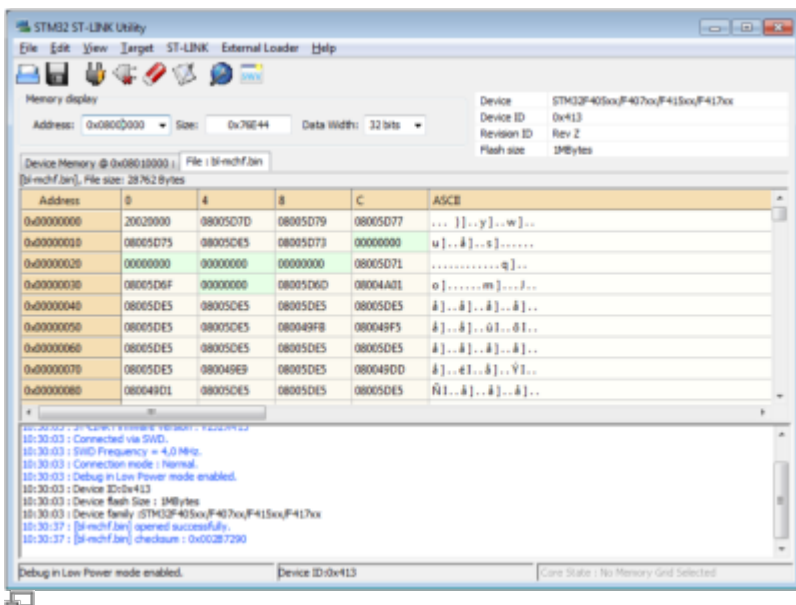 STM32 ST-LINK Utility
File Edit View Target ST-LINK External Loader Help
Memory display
Address: 0x08000000 Size: 0x76E44 Data Width: 32 bits
Device STM32F405xx/F407xx/F415xx/F417xx
Device ID 0x413
Revision ID Rev Z
Flash size 1MBytes
Device Memory @ 0x08010000 : File : bl-mchf.bin
[bl-mchf.bin], File size: 28762 Bytes
Address 0 4 8 C ASCII
0x00000000 20020000 08005D7D 08005D79 08005D77 ... }]..y]..w]..
0x00000010 08005D75 08005DE5 08005D73 00000000 u]..å]..s]......
0x00000020 00000000 00000000 00000000 08005D71 ............q]..
0x00000030 08005D6F 00000000 08005D6D 08004A01 o]......m]...J..
0x00000040 08005DE5 08005DE5 08005DE5 08005DE5 å]..å]..å]..å]..
0x00000050 08005DE5 08005DE5 080049FB 080049F5 å]..å]..ûI..õI..
0x00000060 08005DE5 08005DE5 08005DE5 08005DE5 å]..å]..å]..å]..
0x00000070 08005DE5 080049E9 08005DE5 080049DD å]..éI..å]..ÝI..
0x00000080 080049D1 08005DE5 08005DE5 08005DE5 ÑI..å]..å]..å]..
10:30:03 : Connected via SWD.
10:30:03 : SWD Frequency = 4,0 MHz.
10:30:03 : Connection mode : Normal.
10:30:03 : Debug in Low Power mode enabled.
10:30:03 : Device ID:0x413
10:30:03 : Device flash Size : 1MBytes
10:30:03 : Device family :STM32F405xx/F407xx/F415xx/F417xx
10:30:37 : [bl-mchf.bin] opened successfully.
10:30:37 : [bl-mchf.bin] checksum : 0x002B7290
Debug in Low Power mode enabled. Device ID:0x413 Core State : No Memory Grid Selected